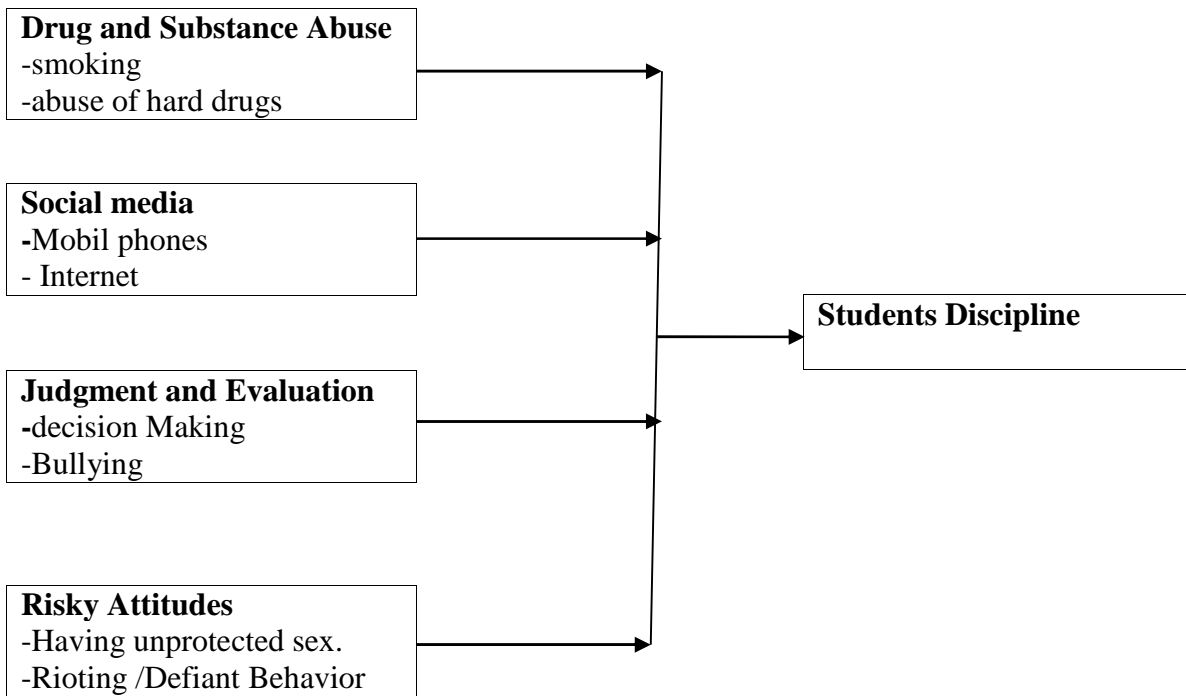 Drug and Substance Abuse
-smoking
-abuse of hard drugs
Social media
-Mobil phones
- Internet
Students Discipline
Judgment and Evaluation
-decision Making
-Bullying
Risky Attitudes
-Having unprotected sex.
-Rioting /Defiant Behavior